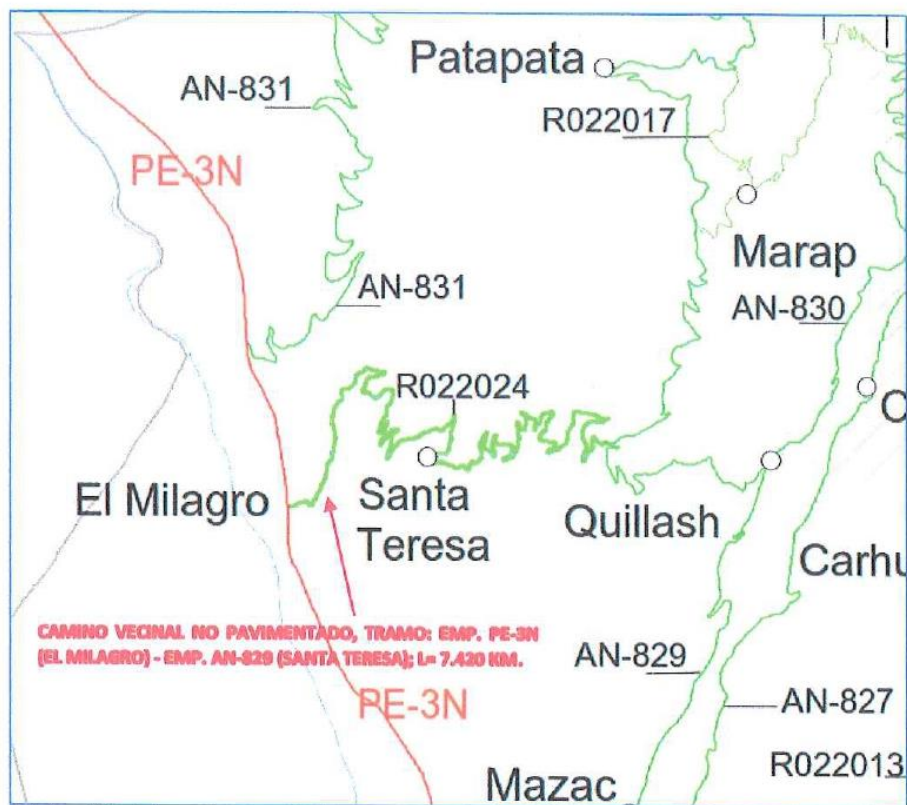 Patapata
AN-831
R022017
PE-3N
Marap
AN-831
AN-830
R022024
C
El Milagro
Santa
Teresa
Quillash
Carhu
CAMINO VECINAL NO PAVIMENTADO, TRAMO: EMP. PE-3N
(EL MILAGRO) - EMP. AN-829 (SANTA TERESA); L= 7.420 KM.
AN-829
PE-3N
AN-827
R022013
Mazac